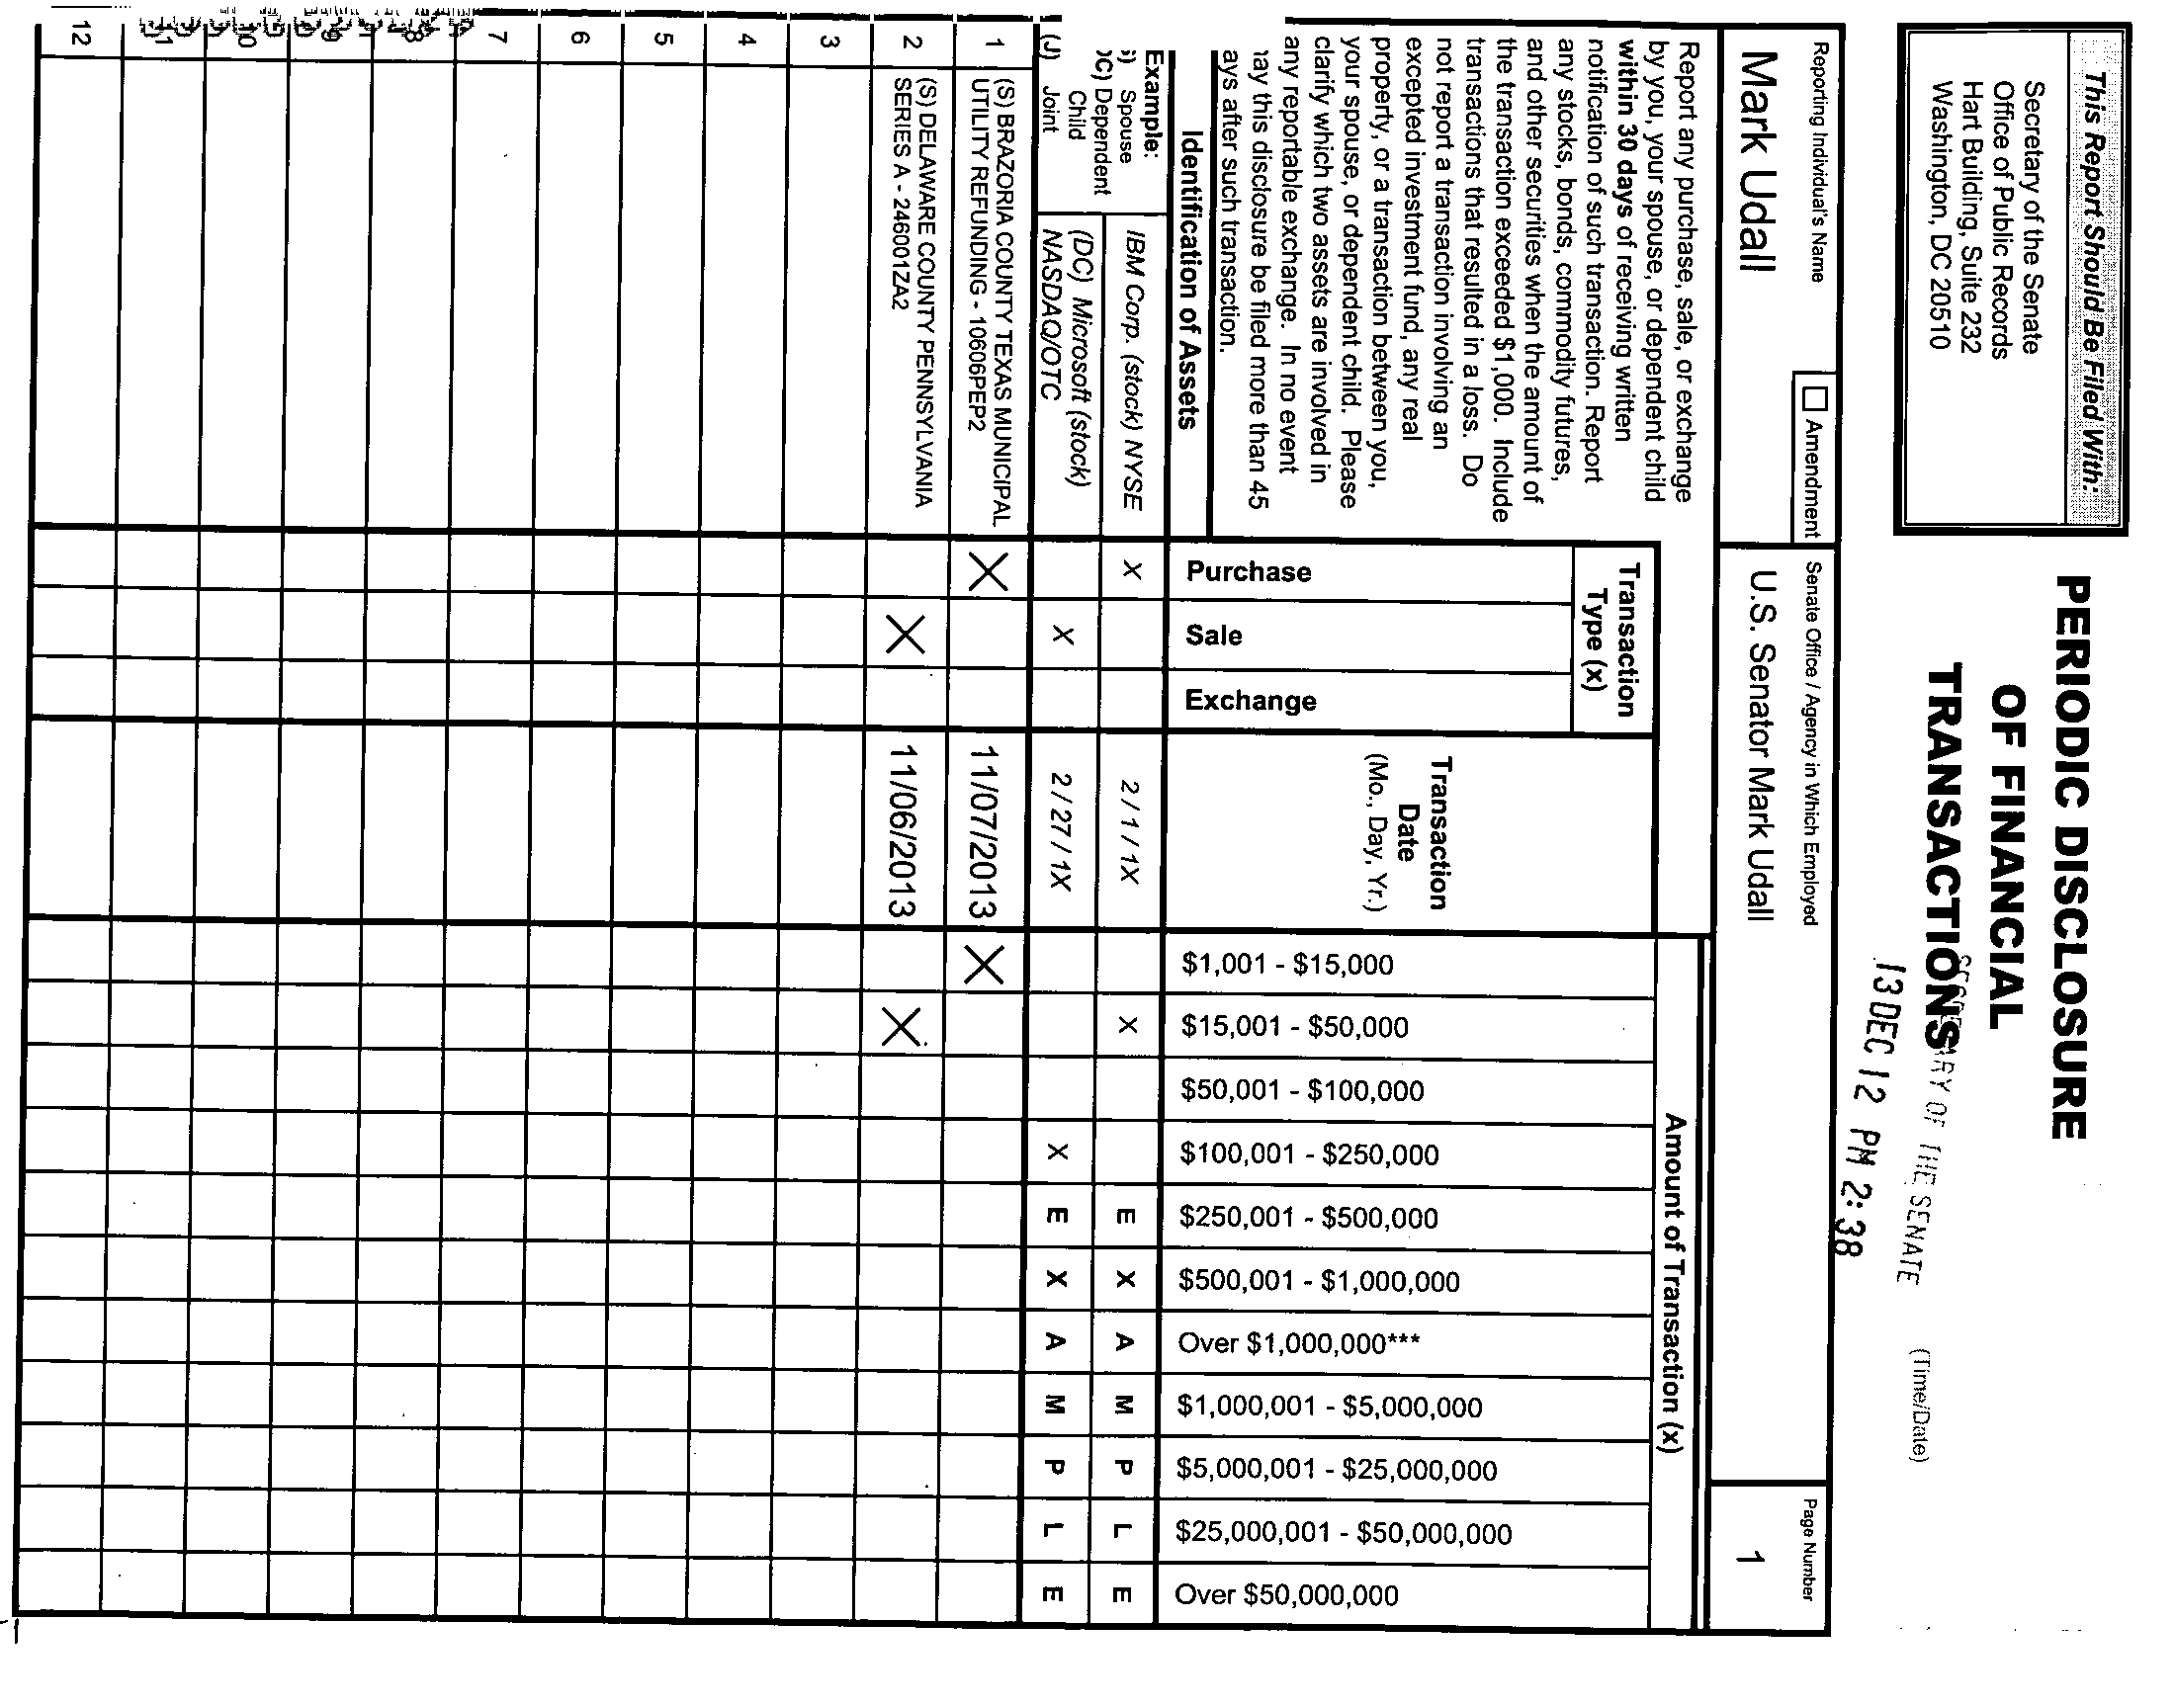 This Report Should Be Filed With:
Secretary of the Senate
Office of Public Records
Hart Building, Suite 232
Washington, DC 20510
PERIODIC DISCLOSURE
OF FINANCIAL
TRANSACTIONS
SECRETARY OF THE SENATE
13 DEC 12 PM 2:38
(Time/Date)
Reporting Individual's Name
Mark Udall
☐ Amendment
Senate Office / Agency in Which Employed
U.S. Senator Mark Udall
Page Number
1
Report any purchase, sale, or exchange
by you, your spouse, or dependent child
within 30 days of receiving written
notification of such transaction. Report
any stocks, bonds, commodity futures,
and other securities when the amount of
the transaction exceeded $1,000. Include
transactions that resulted in a loss. Do
not report a transaction involving an
excepted investment fund, any real
property, or a transaction between you,
your spouse, or dependent child. Please
clarify which two assets are involved in
any reportable exchange. In no event
nay this disclosure be filed more than 45
ays after such transaction.
Identification of Assets
Transaction
Type (x)
Purchase
Sale
Exchange
Transaction
Date
(Mo., Day, Yr.)
Amount of Transaction (x)
$1,001 - $15,000
$15,001 - $50,000
$50,001 - $100,000
$100,001 - $250,000
$250,001 - $500,000
$500,001 - $1,000,000
Over $1,000,000***
$1,000,001 - $5,000,000
$5,000,001 - $25,000,000
$25,000,001 - $50,000,000
Over $50,000,000
Example:
) Spouse
C) Dependent
Child
(J) Joint
IBM Corp. (stock) NYSE X 2 / 1 / 1X X E X A M P L E
(DC) Microsoft (stock)
NASDAQ/OTC X 2 / 27 / 1X X E X A M P L E
1 (S) BRAZORIA COUNTY TEXAS MUNICIPAL
UTILITY REFUNDING - 10606PEP2 X 11/07/2013 X
2 (S) DELAWARE COUNTY PENNSYLVANIA
SERIES A - 246001ZA2 X 11/06/2013 X
3
4
5
6
7
8
9
10
11
12